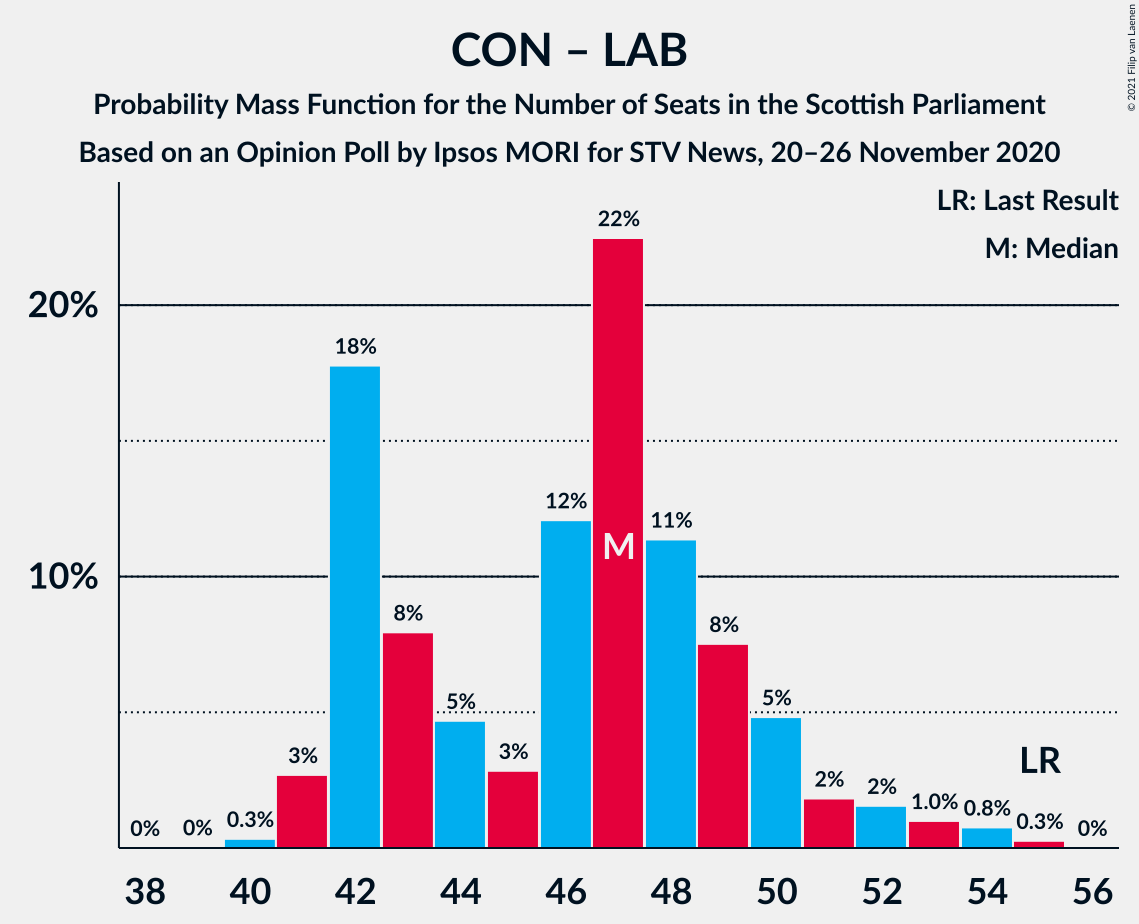 CON – LAB
Probability Mass Function for the Number of Seats in the Scottish Parliament
Based on an Opinion Poll by Ipsos MORI for STV News, 20–26 November 2020
© 2021 Filip van Laenen
LR: Last Result
M: Median
20%
10%
0%
0%
0.3%
3%
18%
8%
5%
3%
12%
22%
M
11%
8%
5%
2%
2%
1.0%
0.8%
LR
0.3%
0%
38 40 42 44 46 48 50 52 54 56